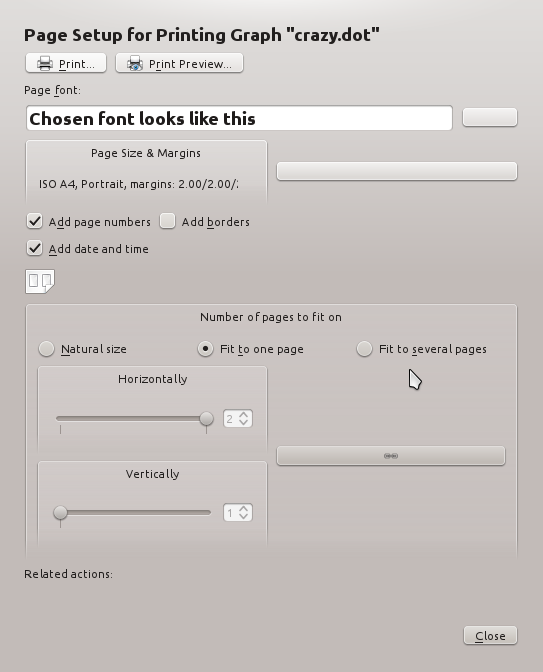 Page Setup for Printing Graph "crazy.dot"
Print... Print Preview...
Page font:
Chosen font looks like this
Page Size & Margins
ISO A4, Portrait, margins: 2.00/2.00/
Add page numbers Add borders
Add date and time
Number of pages to fit on
Natural size Fit to one page Fit to several pages
Horizontally
2
Vertically
1
Related actions:
Close